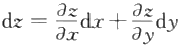 dz = ∂z/∂x dx + ∂z/∂y dy